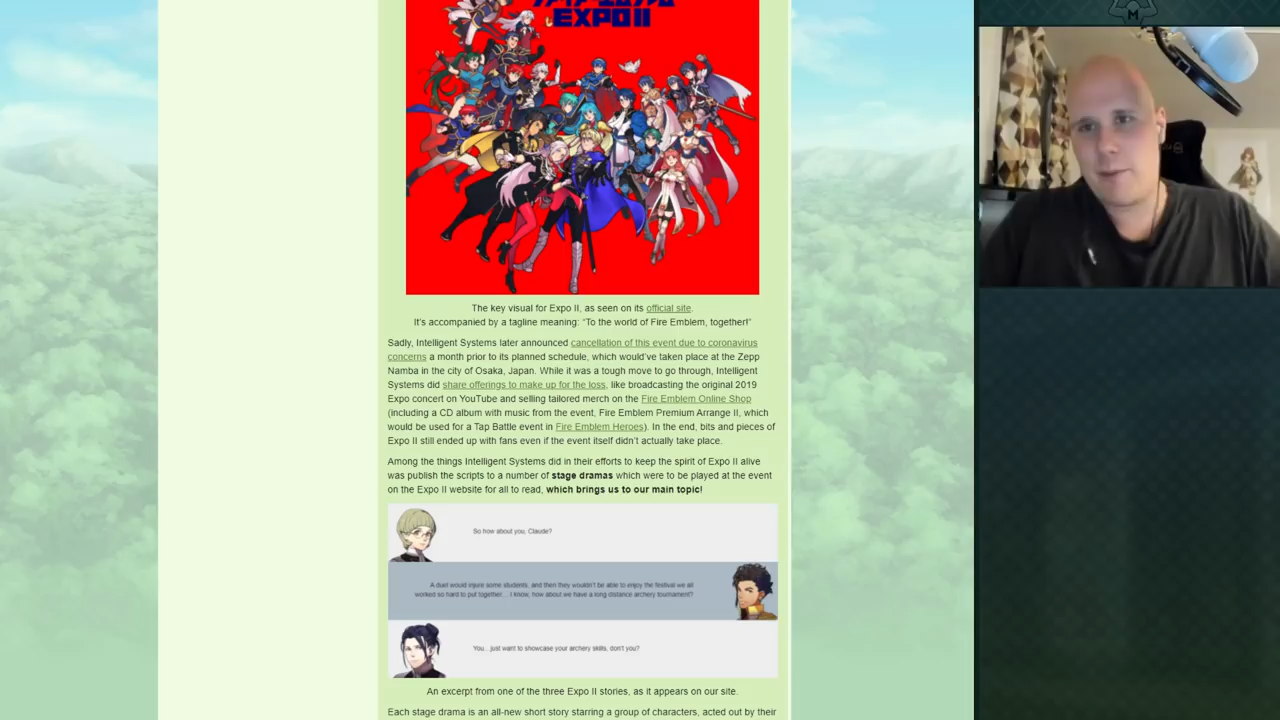 EXPO II
The key visual for Expo II, as seen on its official site.
It's accompanied by a tagline meaning: “To the world of Fire Emblem, together!”
Sadly, Intelligent Systems later announced cancellation of this event due to coronavirus
concerns a month prior to its planned schedule, which would've taken place at the Zepp
Namba in the city of Osaka, Japan. While it was a tough move to go through, Intelligent
Systems did share offerings to make up for the loss, like broadcasting the original 2019
Expo concert on YouTube and selling tailored merch on the Fire Emblem Online Shop
(including a CD album with music from the event, Fire Emblem Premium Arrange II, which
would be used for a Tap Battle event in Fire Emblem Heroes). In the end, bits and pieces of
Expo II still ended up with fans even if the event itself didn't actually take place.
Among the things Intelligent Systems did in their efforts to keep the spirit of Expo II alive
was publish the scripts to a number of stage dramas which were to be played at the event
on the Expo II website for all to read, which brings us to our main topic!
So how about you, Claude?
A duel would injure some students, and then they wouldn't be able to enjoy the festival we all
worked so hard to put together... I know, how about we have a long distance archery tournament?
You... just want to showcase your archery skills, don't you?
An excerpt from one of the three Expo II stories, as it appears on our site.
Each stage drama is an all-new short story starring a group of characters, acted out by their
M